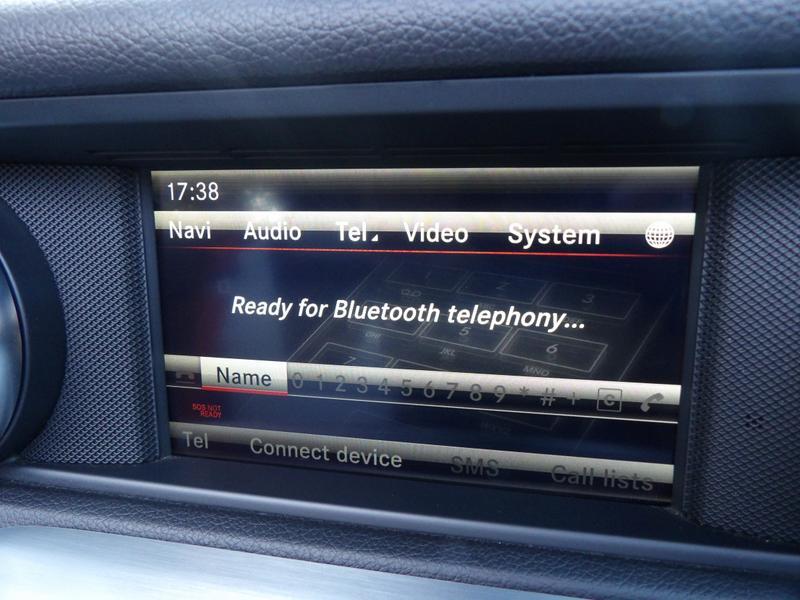 17:38
Navi Audio Tel Video System
Ready for Bluetooth telephony...
Name 0 1 2 3 4 5 6 7 8 9 * # + C
SOS NOT
READY
Tel Connect device SMS Call lists